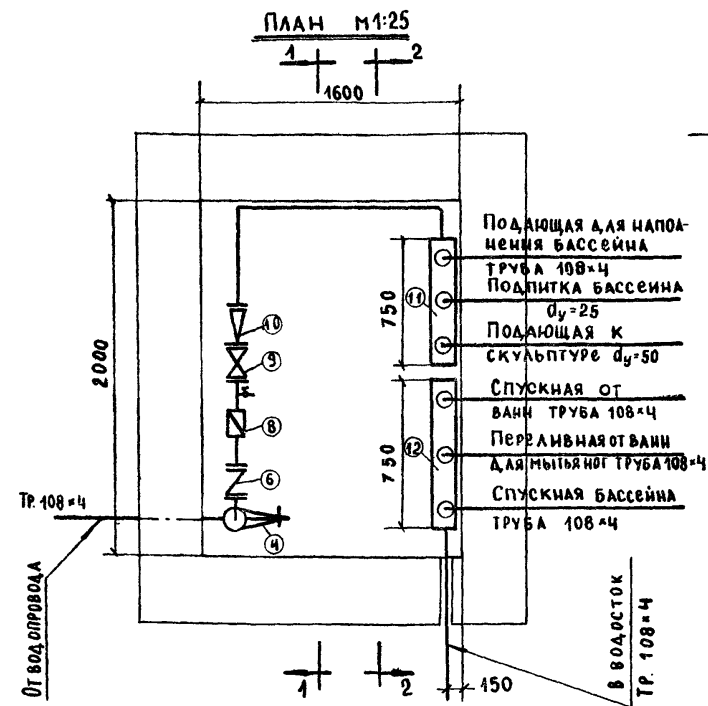 ПЛАН М1:25
1 2
1600
ПОДАЮЩАЯ ДЛЯ НАПОЛ-
НЕНИЯ БАССЕЙНА
ТРУБА 108×4
ПОДПИТКА БАССЕЙНА
dу=25
ПОДАЮЩАЯ К
СКУЛЬПТУРЕ dу=50
750
11
10
9
2000
СПУСКНАЯ ОТ
ВАНН ТРУБА 108×4
ПЕРЕЛИВНАЯ ОТ ВАНН
ДЛЯ МЫТЬЯ НОГ ТРУБА 108×4
СПУСКНАЯ БАССЕЙНА
ТРУБА 108×4
750
12
8
6
4
ТР. 108×4
ОТ ВОДОПРОВОДА
В ВОДОСТОК
ТР. 108×4
1 2
150